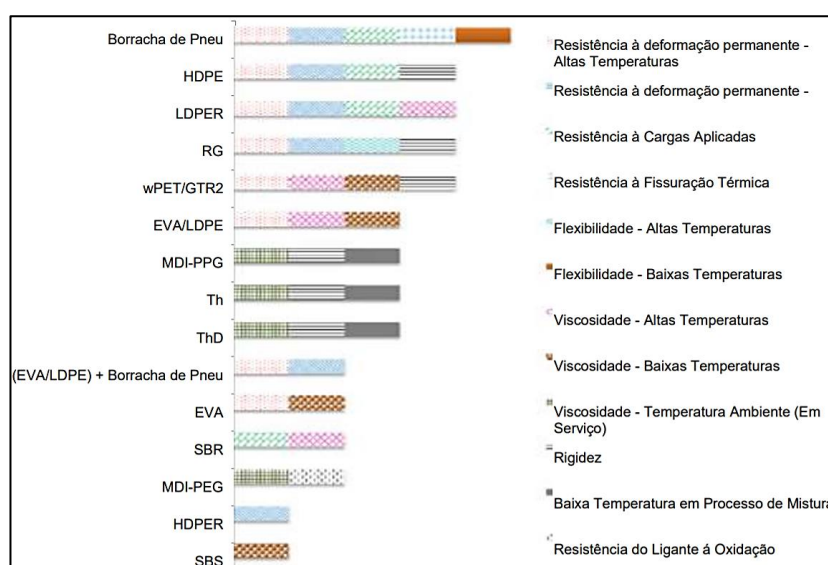 Borracha de Pneu
HDPE
LDPER
RG
wPET/GTR2
EVA/LDPE
MDI-PPG
Th
ThD
(EVA/LDPE) + Borracha de Pneu
EVA
SBR
MDI-PEG
HDPER
SBS
Resistência à deformação permanente -
Altas Temperaturas
Resistência à deformação permanente -
Resistência à Cargas Aplicadas
Resistência à Fissuração Térmica
Flexibilidade - Altas Temperaturas
Flexibilidade - Baixas Temperaturas
Viscosidade - Altas Temperaturas
Viscosidade - Baixas Temperaturas
Viscosidade - Temperatura Ambiente (Em
Serviço)
Rigidez
Baixa Temperatura em Processo de Mistura
Resistência do Ligante á Oxidação